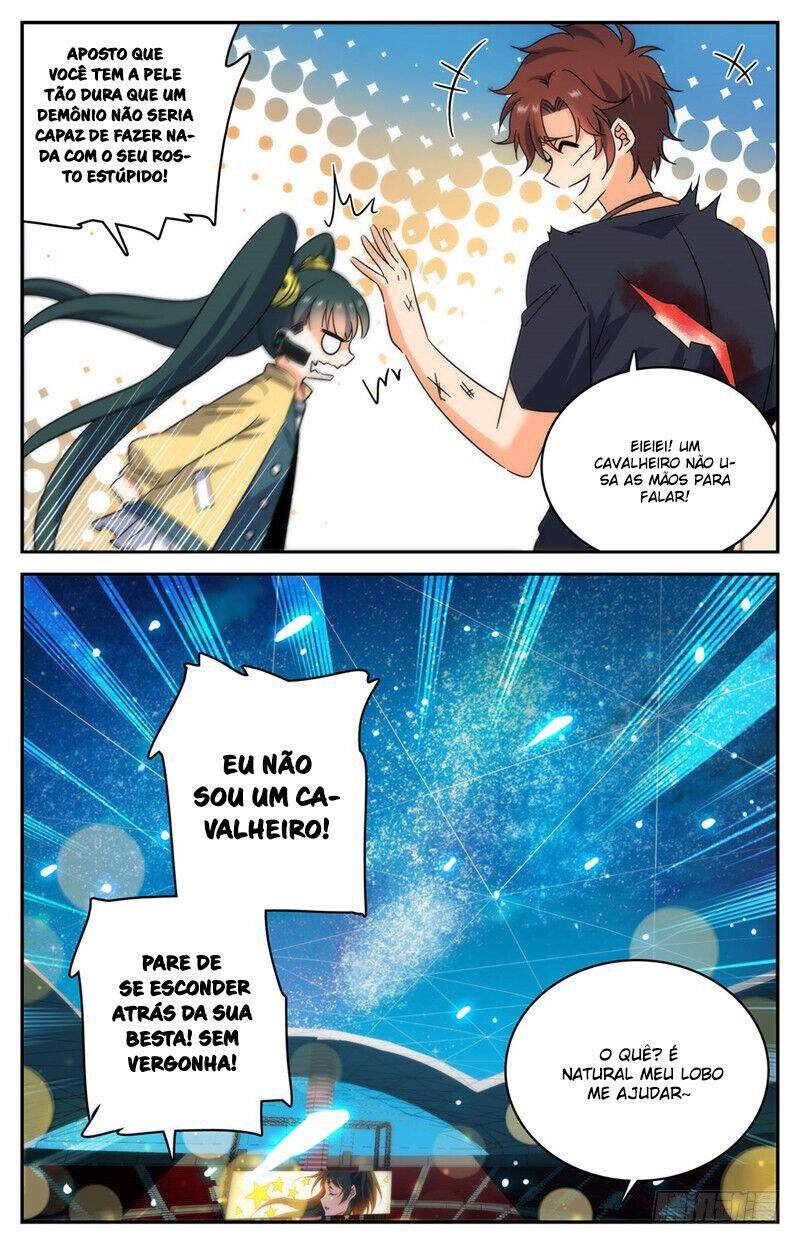 APOSTO QUE
VOCÊ TEM A PELE
TÃO DURA QUE UM
DEMÔNIO NÃO SERIA
CAPAZ DE FAZER NA-
DA COM O SEU ROS-
TO ESTÚPIDO!
EIEIEI! UM
CAVALHEIRO NÃO U-
SA AS MÃOS PARA
FALAR!
EU NÃO
SOU UM CA-
VALHEIRO!
PARE DE
SE ESCONDER
ATRÁS DA SUA
BESTA! SEM
VERGONHA!
O QUÊ? É
NATURAL MEU LOBO
ME AJUDAR~